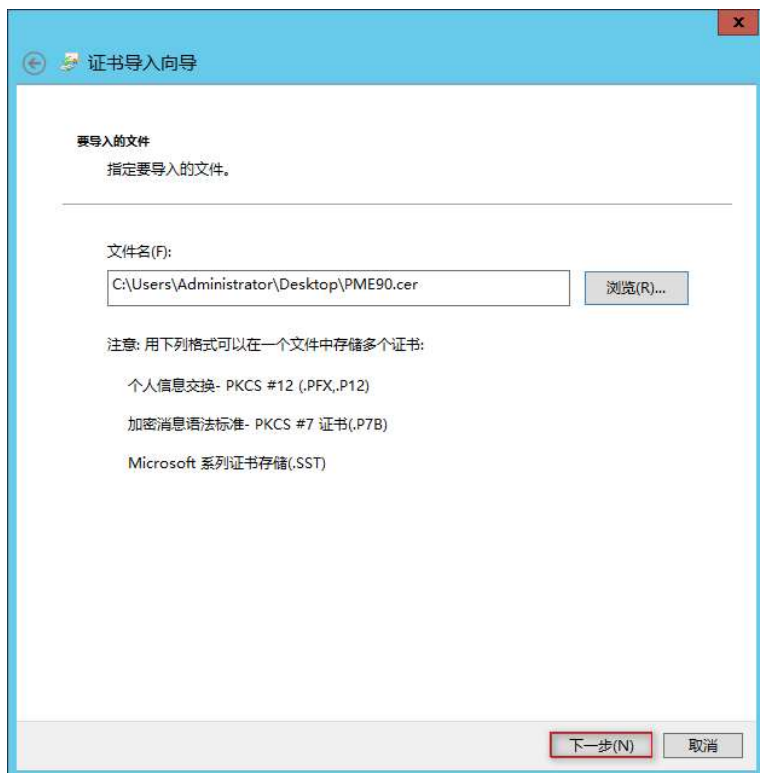 x
证书导入向导
要导入的文件
指定要导入的文件。
文件名(F):
C:\Users\Administrator\Desktop\PME90.cer
浏览(R)...
注意: 用下列格式可以在一个文件中存储多个证书:
个人信息交换- PKCS #12 (.PFX,.P12)
加密消息语法标准- PKCS #7 证书(.P7B)
Microsoft 系列证书存储(.SST)
下一步(N)
取消